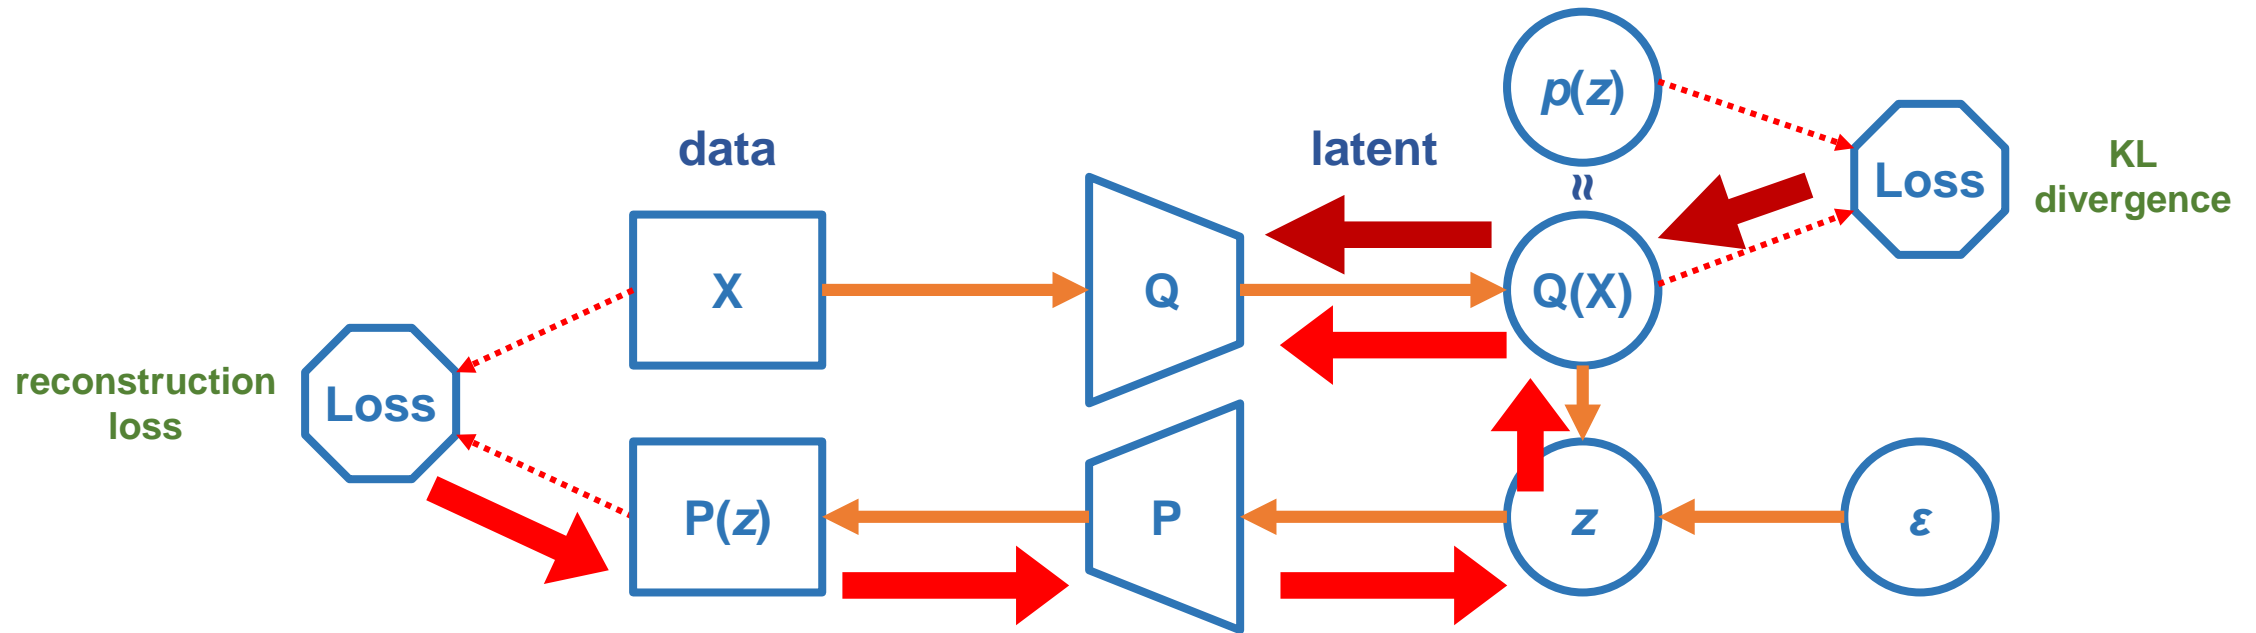 p(z)
data
latent
≈
Loss
KL
divergence
X
Q
Q(X)
reconstruction
loss
Loss
P(z)
P
z
ε